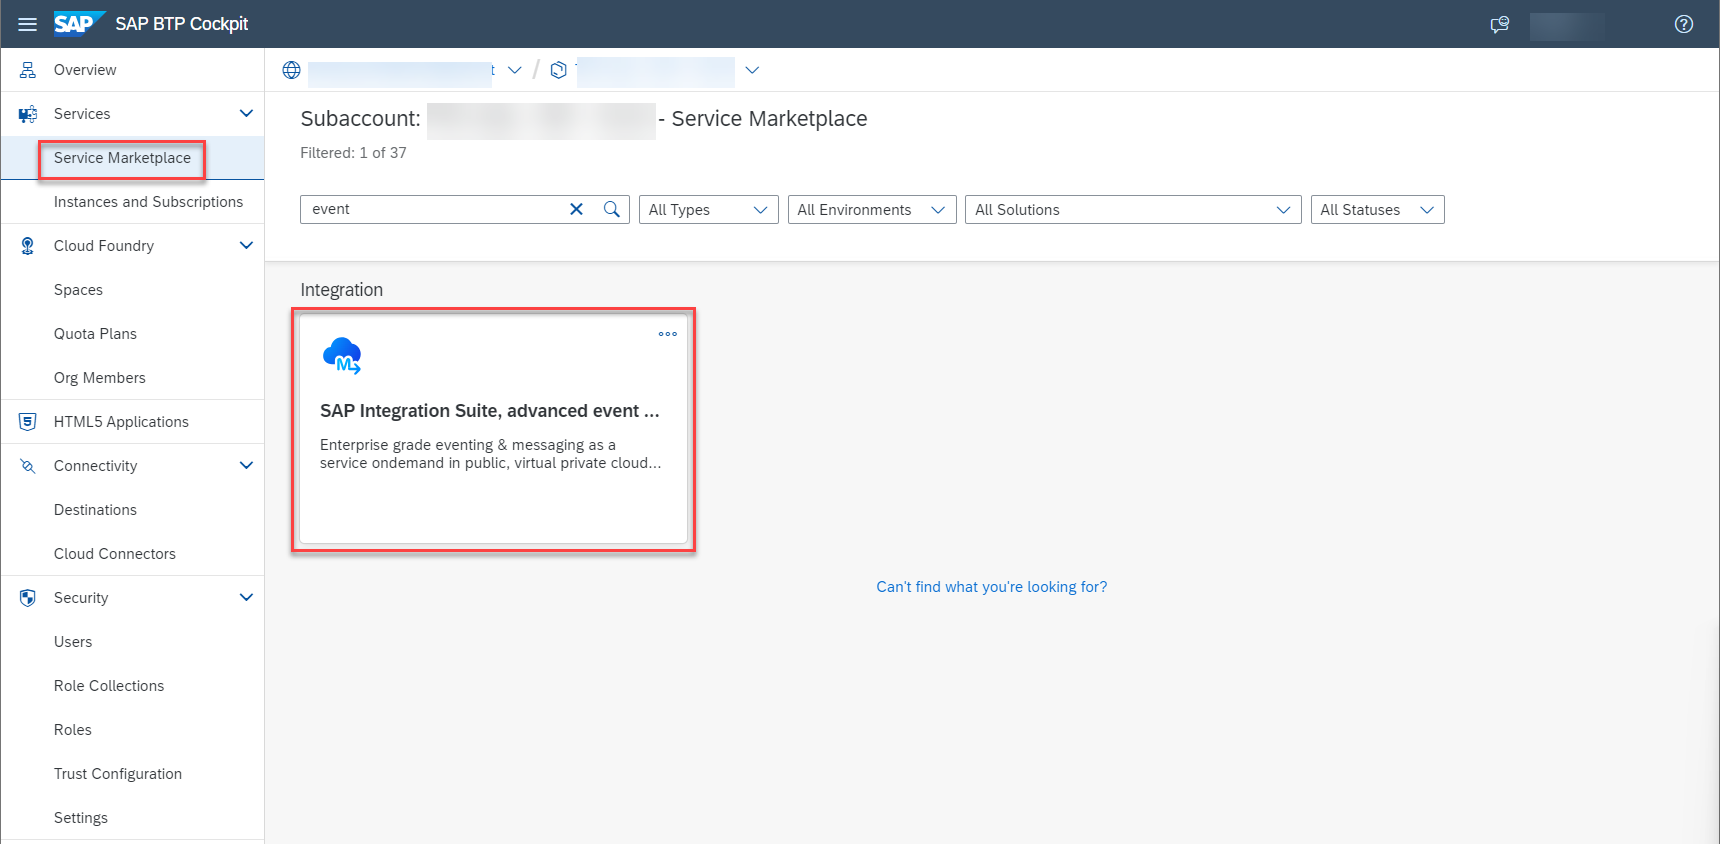 SAP SAP BTP Cockpit
Overview
Services
Service Marketplace
Instances and Subscriptions
Cloud Foundry
Spaces
Quota Plans
Org Members
HTML5 Applications
Connectivity
Destinations
Cloud Connectors
Security
Users
Role Collections
Roles
Trust Configuration
Settings
t /
Subaccount: - Service Marketplace
Filtered: 1 of 37
event All Types All Environments All Solutions All Statuses
Integration
M
SAP Integration Suite, advanced event ...
Enterprise grade eventing & messaging as a
service ondemand in public, virtual private cloud...
Can't find what you're looking for?